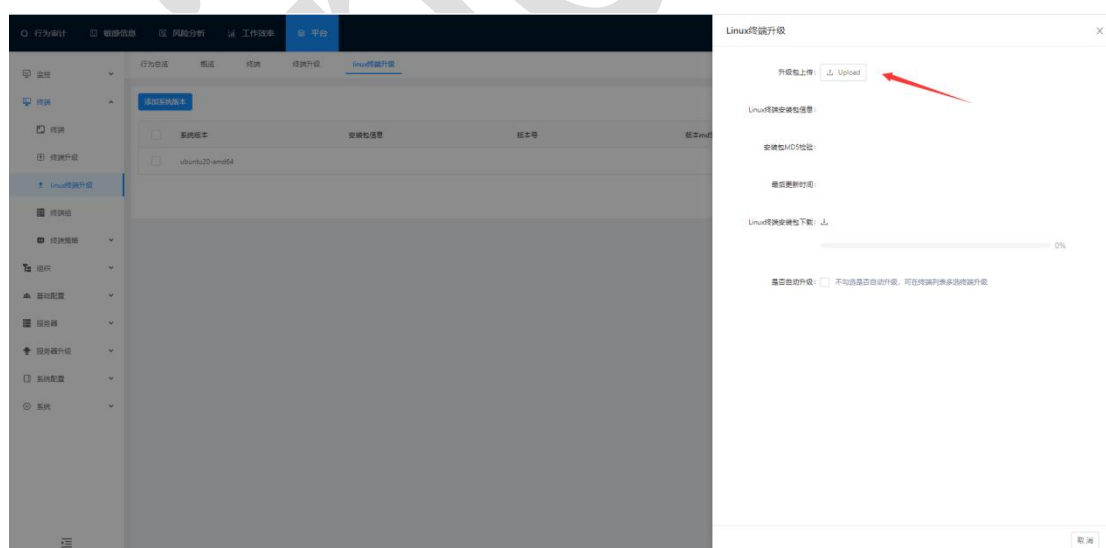 行为审计 敏感信息 风险分析 工作效率 平台
行为总览 概览 终端 终端升级 linux终端升级
监控
终端
终端
终端升级
linux终端升级
终端组
终端策略
组织
基础配置
服务器
服务器升级
系统配置
系统
添加系统版本
系统版本 安装包信息 版本号 版本md5
ubuntu20-amd64
Linux终端升级
升级包上传: Upload
Linux终端安装包信息:
安装包MD5校验:
最后更新时间:
Linux终端安装包下载:
0%
是否自动升级: 不勾选是否自动升级，可在终端列表多选终端升级
取 消